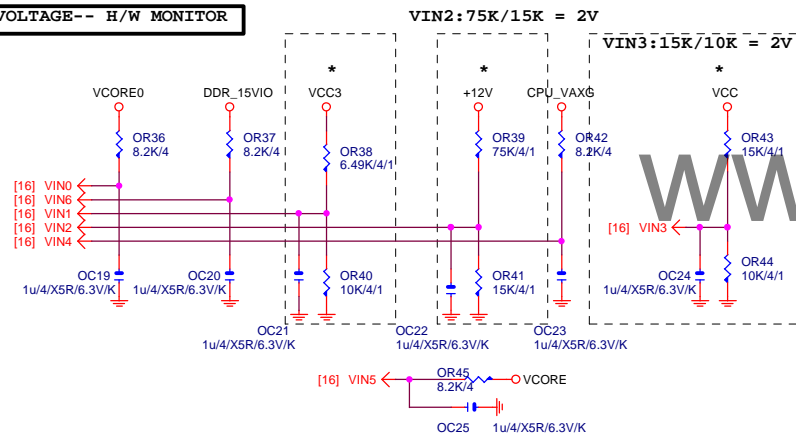 VOLTAGE-- H/W MONITOR
VIN2:75K/15K = 2V
VIN3:15K/10K = 2V
*
*
*
VCORE0
DDR_15VIO
VCC3
+12V
CPU_VAXG
VCC
OR36
8.2K/4
OR37
8.2K/4
OR38
6.49K/4/1
OR39
75K/4/1
OR42
8.2K/4
OR43
15K/4/1
WW
[16] VIN0
[16] VIN6
[16] VIN1
[16] VIN2
[16] VIN4
[16] VIN3
OC19
1u/4/X5R/6.3V/K
OC20
1u/4/X5R/6.3V/K
OR40
10K/4/1
OR41
15K/4/1
OC24
1u/4/X5R/6.3V/K
OR44
10K/4/1
OC21
1u/4/X5R/6.3V/K
OC22
1u/4/X5R/6.3V/K
OC23
1u/4/X5R/6.3V/K
[16] VIN5
OR45
8.2K/4
VCORE
OC25
1u/4/X5R/6.3V/K